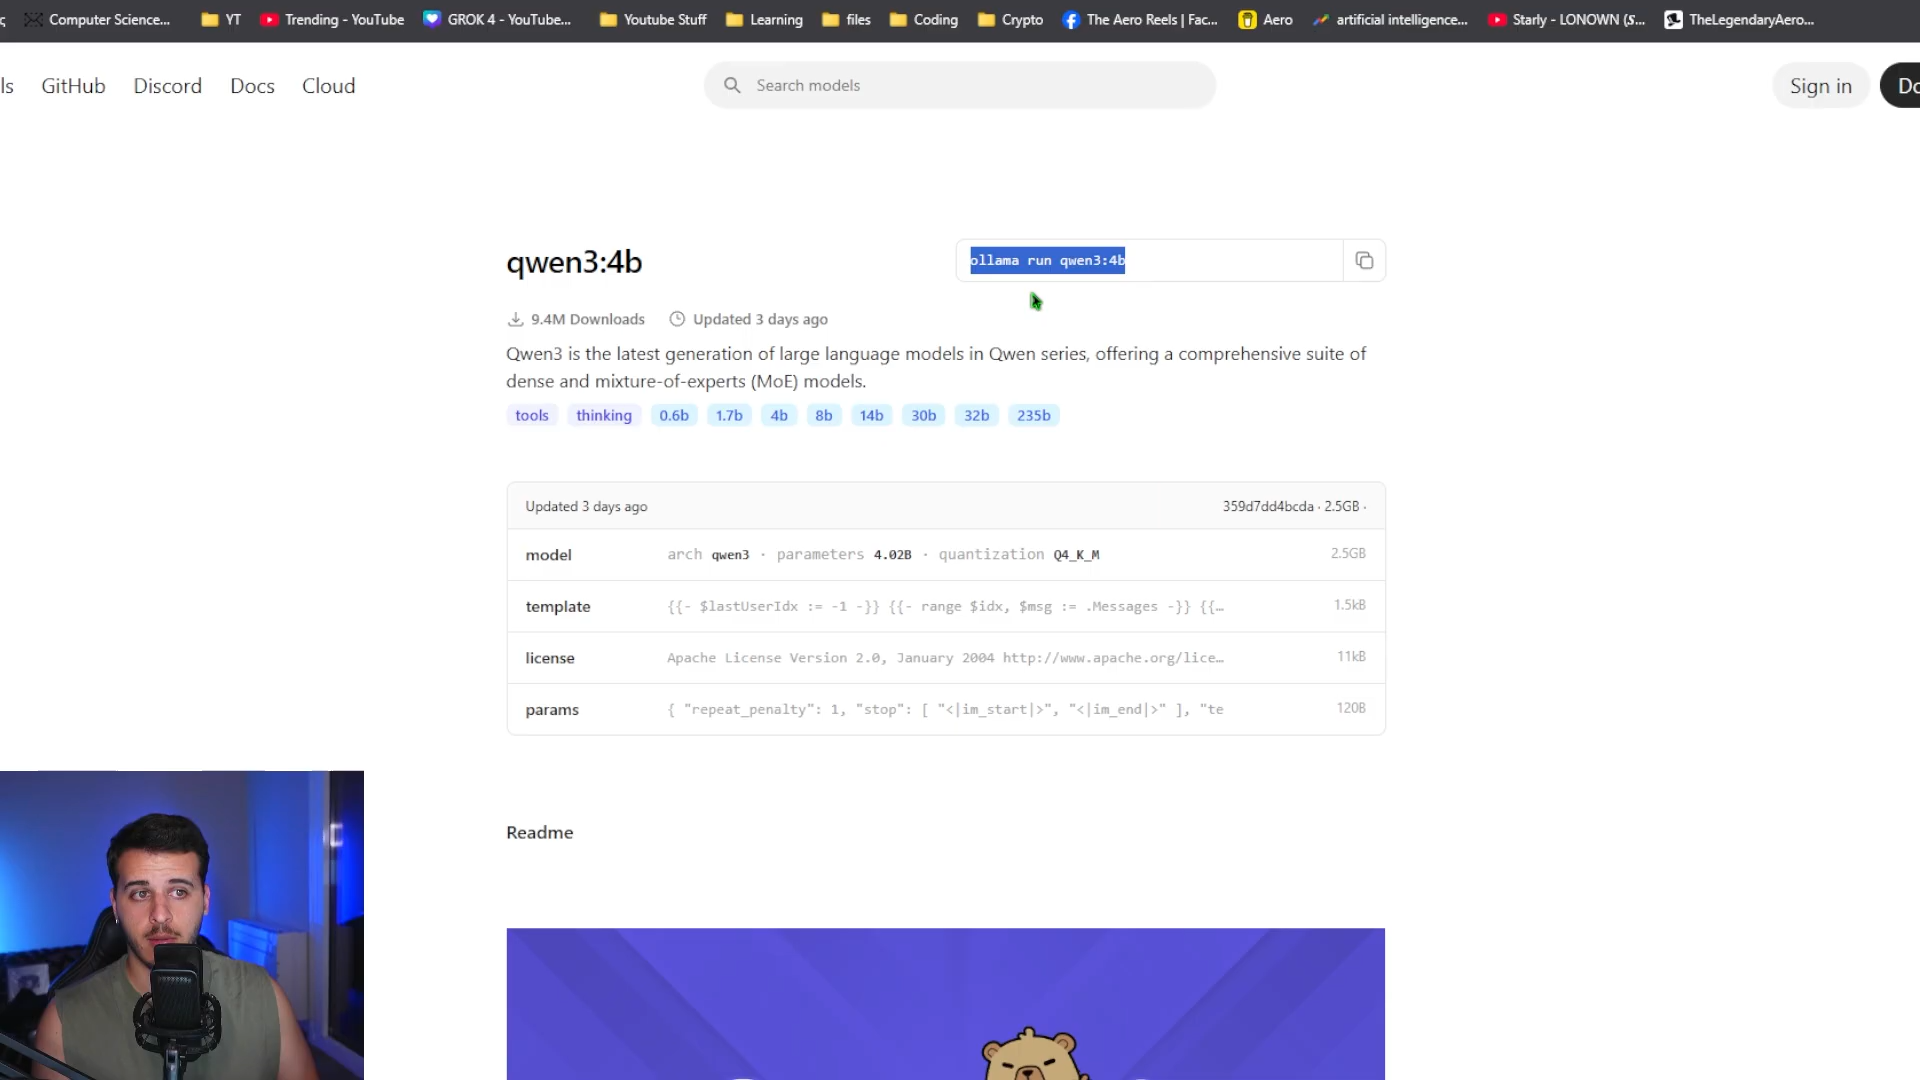 Computer Science...
YT
Trending - YouTube
GROK 4 - YouTube...
Youtube Stuff
Learning
files
Coding
Crypto
The Aero Reels | Fac...
Aero
artificial intelligence...
Starly - LONOWN (s...
TheLegendaryAero...
ls
GitHub
Discord
Docs
Cloud
Search models
Sign in
Do
qwen3:4b
ollama run qwen3:4b
9.4M Downloads
Updated 3 days ago
Qwen3 is the latest generation of large language models in Qwen series, offering a comprehensive suite of
dense and mixture-of-experts (MoE) models.
tools
thinking
0.6b
1.7b
4b
8b
14b
30b
32b
235b
Updated 3 days ago
359d7dd4bcda · 2.5GB ·
model
arch qwen3 · parameters 4.02B · quantization Q4_K_M
2.5GB
template
{{- $lastUserIdx := -1 -}} {{- range $idx, $msg := .Messages -}} {{…
1.5kB
license
Apache License Version 2.0, January 2004 http://www.apache.org/lice…
11kB
params
{ "repeat_penalty": 1, "stop": [ "<|im_start|>", "<|im_end|>" ], "te
120B
Readme